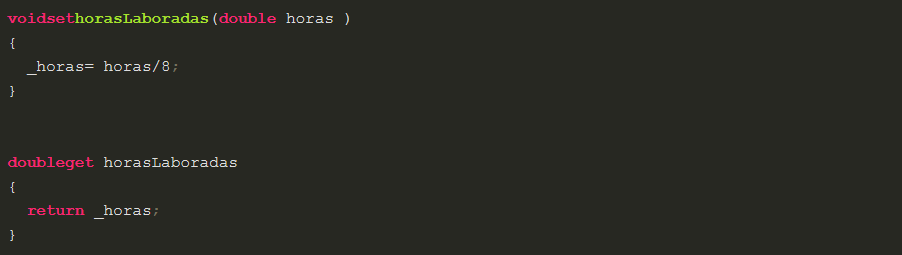 voidsethorasLaboradas(double horas )
{
  _horas= horas/8;
}
doubleget horasLaboradas
{
  return _horas;
}